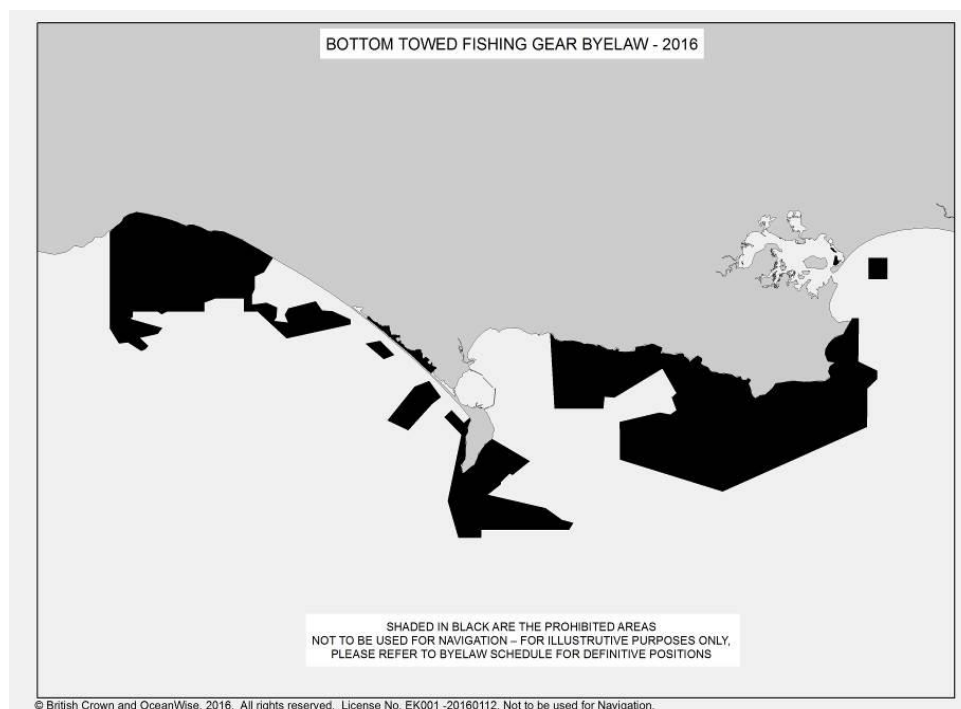 BOTTOM TOWED FISHING GEAR BYELAW - 2016
SHADED IN BLACK ARE THE PROHIBITED AREAS
NOT TO BE USED FOR NAVIGATION – FOR ILLUSTRUTIVE PURPOSES ONLY,
PLEASE REFER TO BYELAW SCHEDULE FOR DEFINITIVE POSITIONS
© British Crown and OceanWise, 2016. All rights reserved. License No. EK001 -20160112. Not to be used for Navigation.